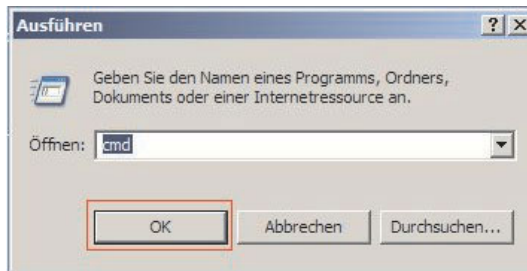 Ausführen
Geben Sie den Namen eines Programms, Ordners,
Dokuments oder einer Internetressource an.
Öffnen: cmd
OK Abbrechen Durchsuchen...